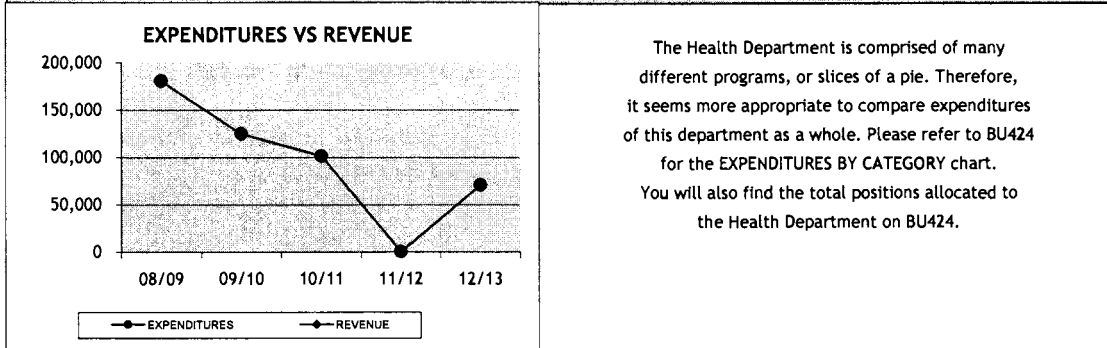 EXPENDITURES VS REVENUE
200,000
150,000
100,000
50,000
0
08/09 09/10 10/11 11/12 12/13
EXPENDITURES REVENUE
The Health Department is comprised of many
different programs, or slices of a pie. Therefore,
it seems more appropriate to compare expenditures
of this department as a whole. Please refer to BU424
for the EXPENDITURES BY CATEGORY chart.
You will also find the total positions allocated to
the Health Department on BU424.